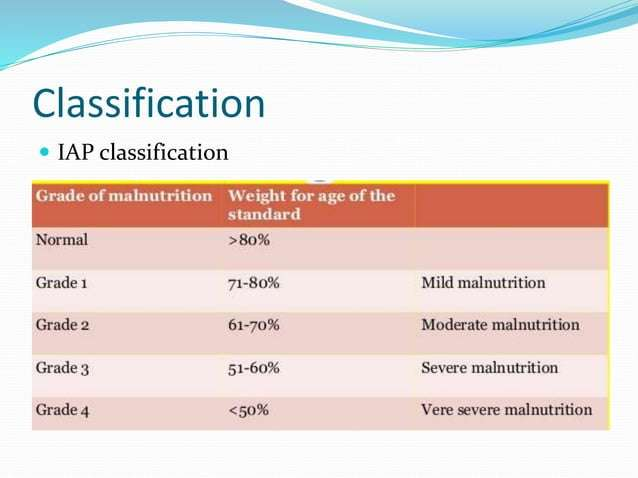 Classification
IAP classification
Grade of malnutrition Weight for age of the
standard
Normal >80%
Grade 1 71-80% Mild malnutrition
Grade 2 61-70% Moderate malnutrition
Grade 3 51-60% Severe malnutrition
Grade 4 <50% Vere severe malnutrition